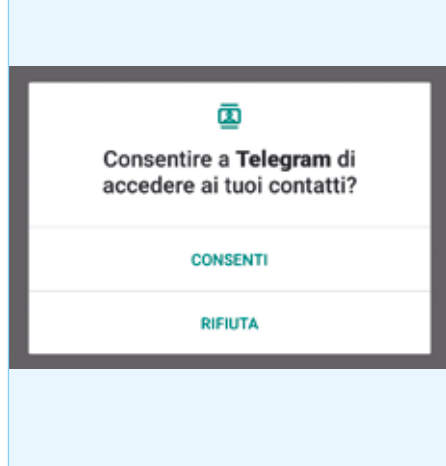 Consentire a Telegram di
accedere ai tuoi contatti?
CONSENTI
RIFIUTA